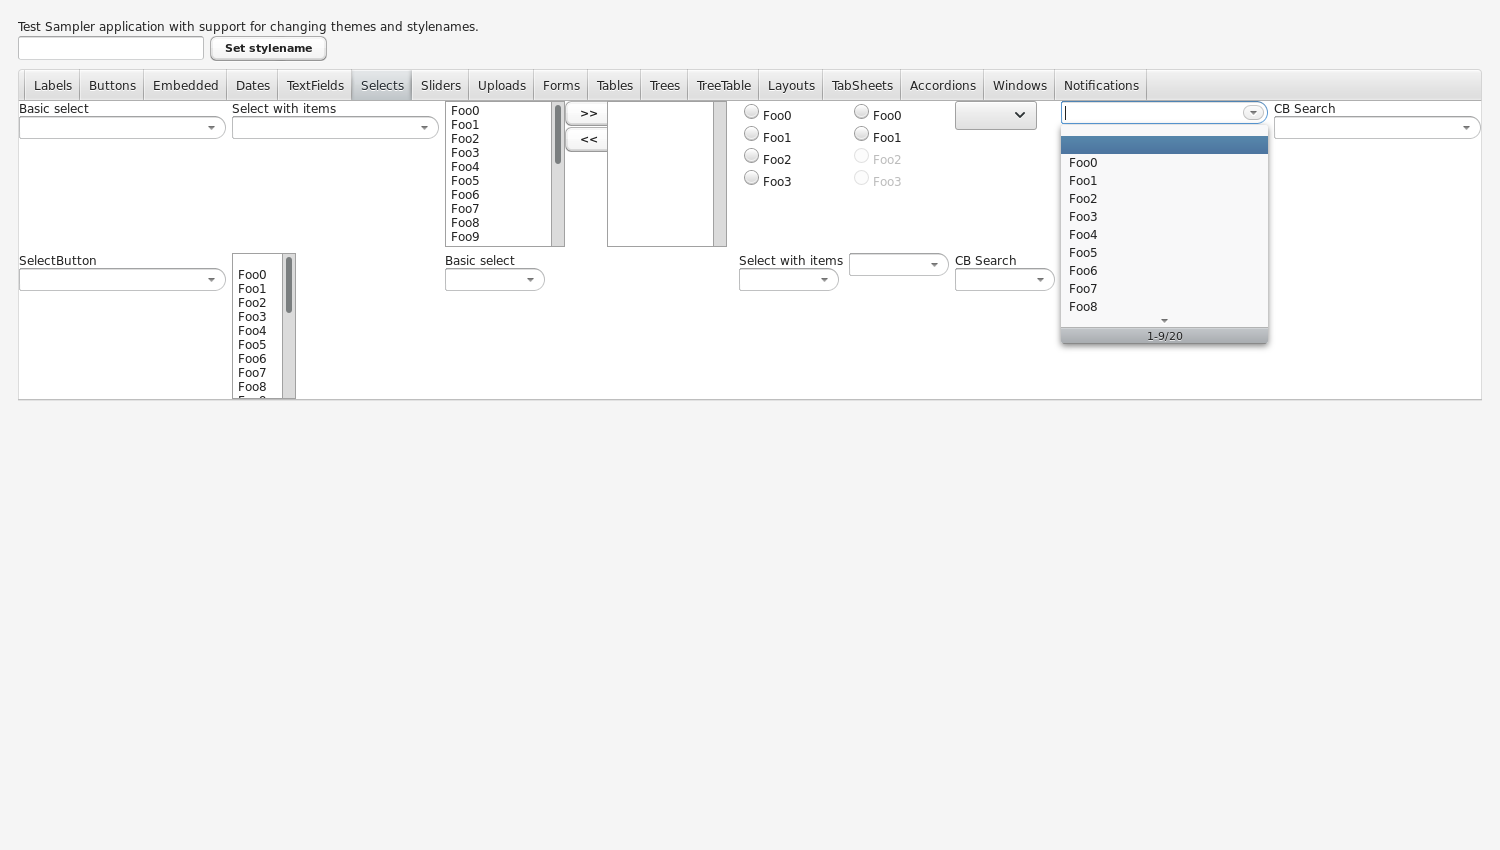 Test Sampler application with support for changing themes and stylenames.
Set stylename
Labels Buttons Embedded Dates TextFields Selects Sliders Uploads Forms Tables Trees TreeTable Layouts TabSheets Accordions Windows Notifications
Basic select
Select with items
Foo0
Foo1
Foo2
Foo3
Foo4
Foo5
Foo6
Foo7
Foo8
Foo9
>>
<<
Foo0
Foo1
Foo2
Foo3
Foo0
Foo1
Foo2
Foo3
CB Search
Foo0
Foo1
Foo2
Foo3
Foo4
Foo5
Foo6
Foo7
Foo8
1-9/20
SelectButton
Foo0
Foo1
Foo2
Foo3
Foo4
Foo5
Foo6
Foo7
Foo8
Basic select
Select with items
CB Search